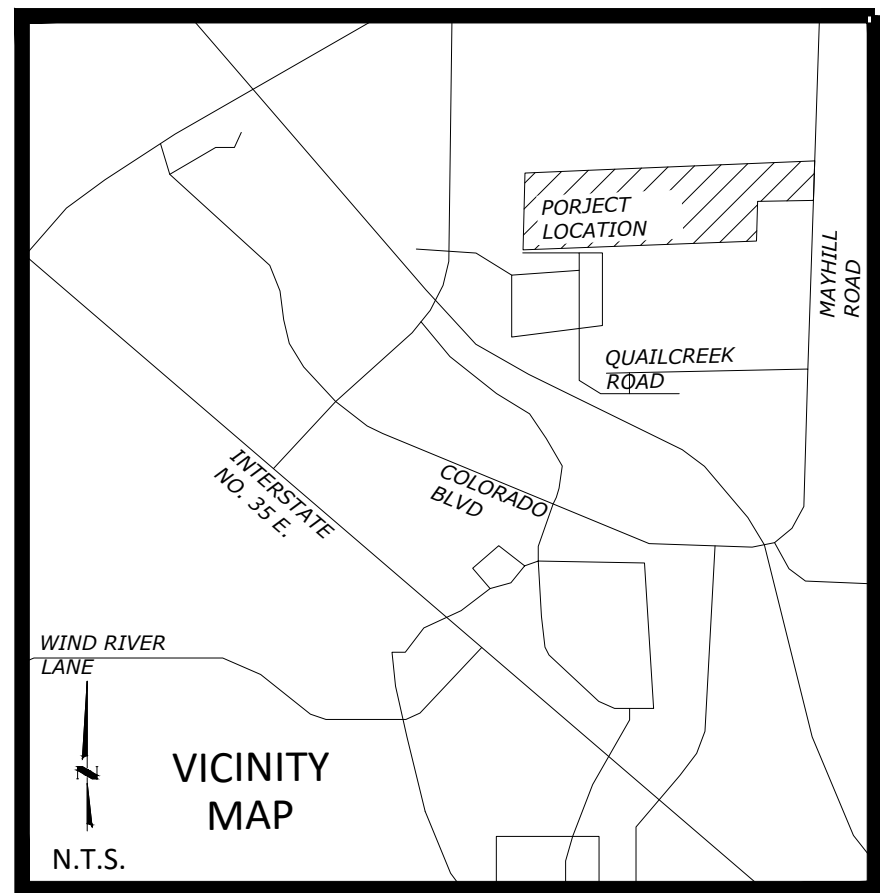 PORJECT
LOCATION
MAYHILL
ROAD
QUAILCREEK
ROAD
INTERSTATE
NO. 35 E.
COLORADO
BLVD
WIND RIVER
LANE
N
VICINITY
MAP
N.T.S.